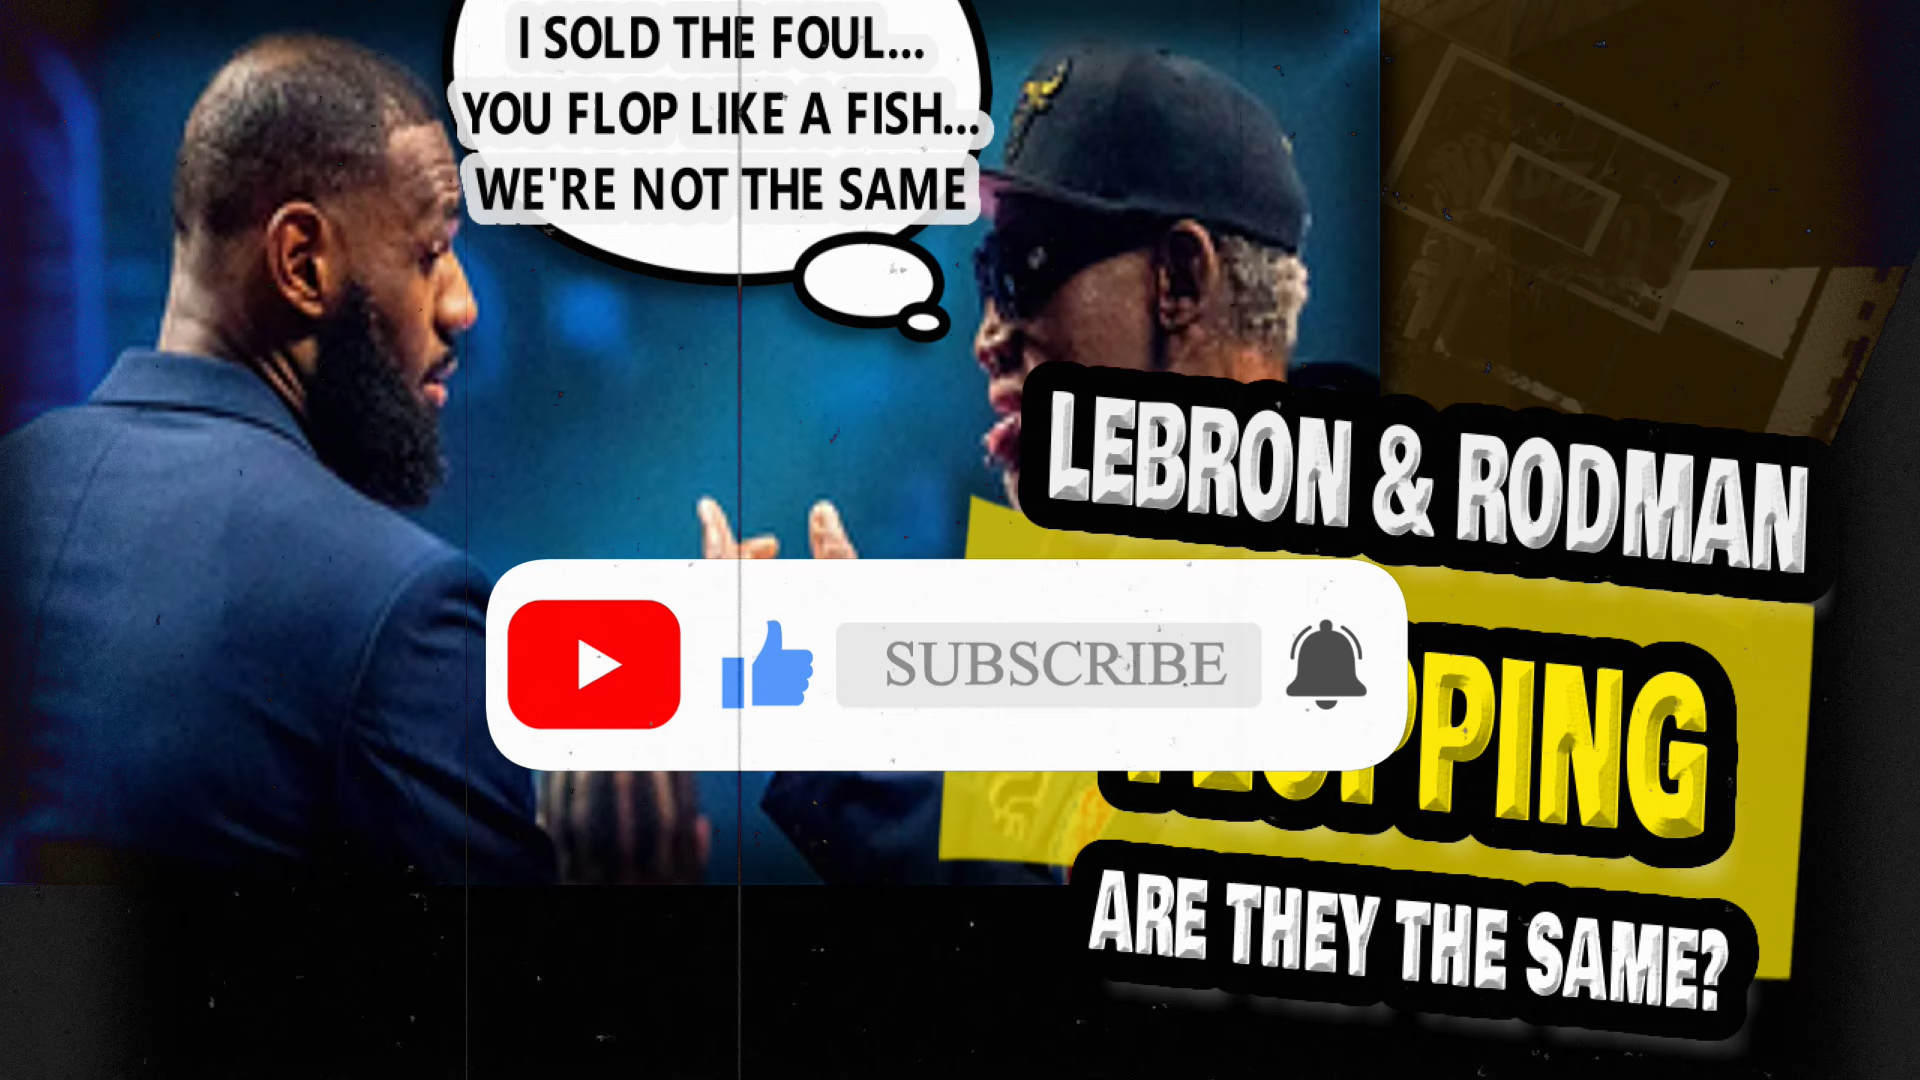 I SOLD THE FOUL...
YOU FLOP LIKE A FISH...
WE'RE NOT THE SAME
LEBRON & RODMAN
FLOPPING
ARE THEY THE SAME?
SUBSCRIBE